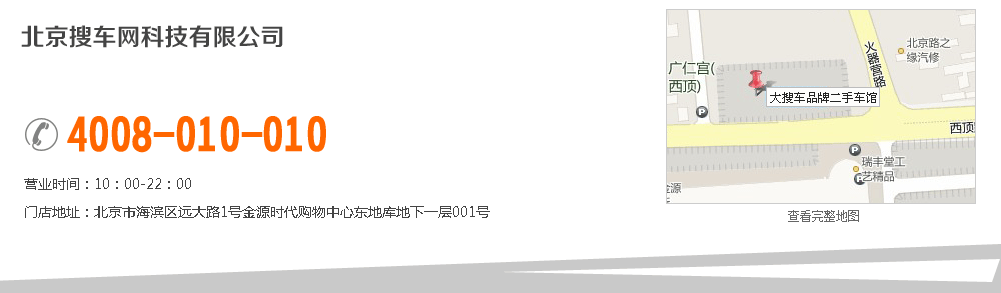 北京搜车网科技有限公司
4008-010-010
营业时间：10：00-22：00
门店地址：北京市海滨区远大路1号金源时代购物中心东地库地下一层001号
广仁宫(
西顶)
火器营路
北京路之
缘汽修
大搜车品牌二手车馆
P
西顶
P
瑞丰堂工
艺精品
P
金源
查看完整地图